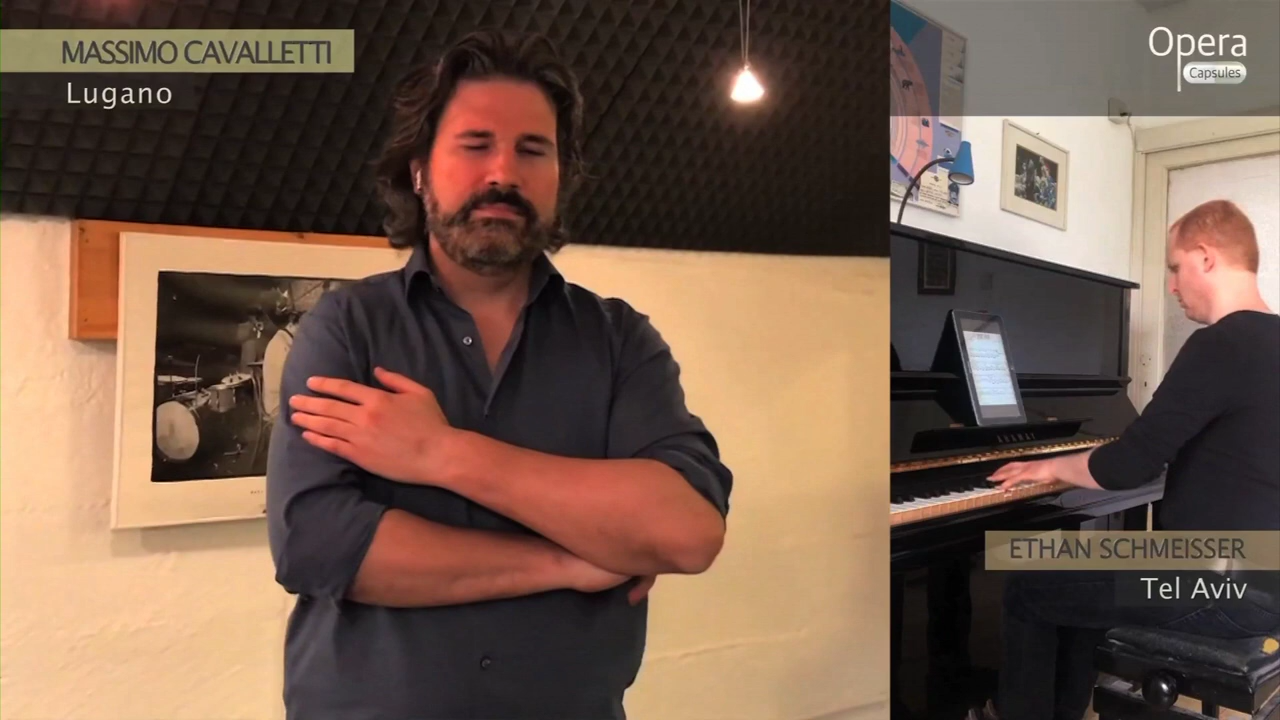 MASSIMO CAVALLETTI
Lugano
Opera
Capsules
ETHAN SCHMEISSER
Tel Aviv